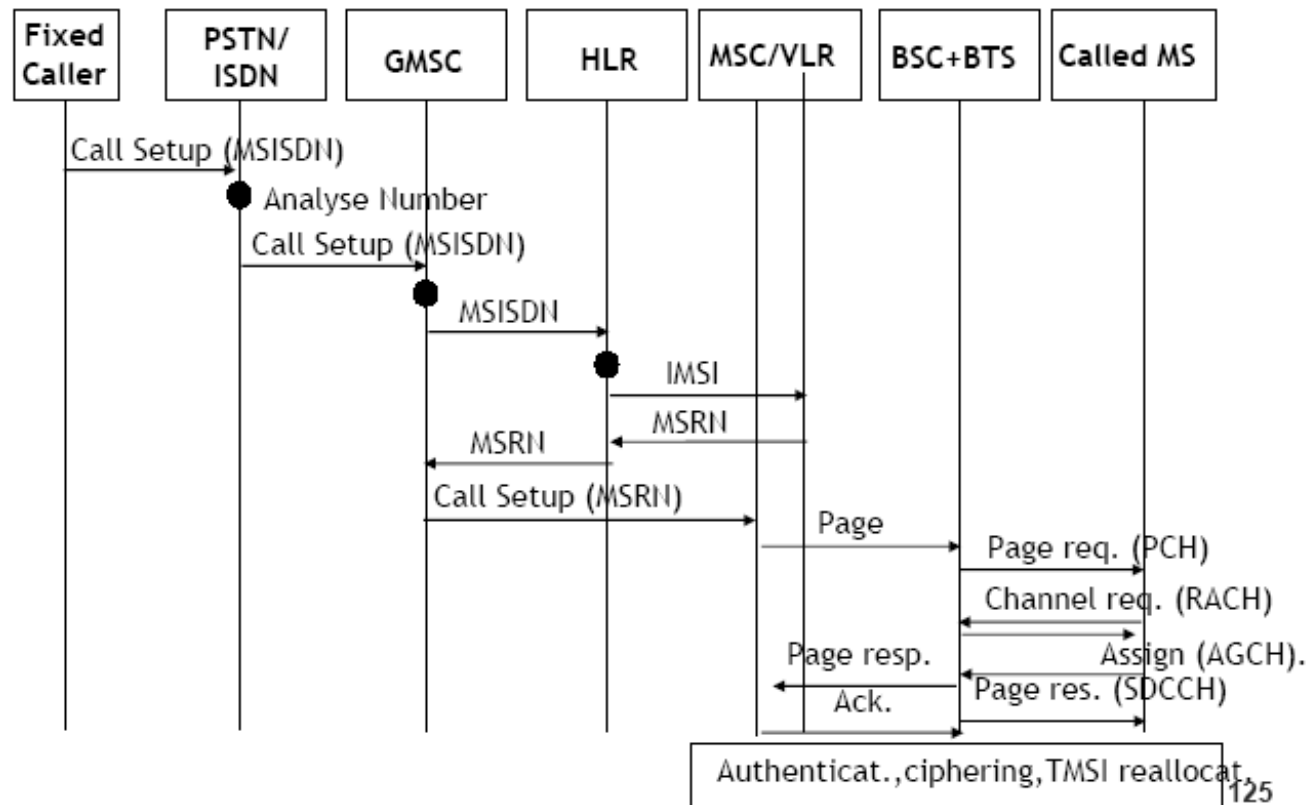 Fixed
Caller
PSTN/
ISDN
GMSC
HLR
MSC/VLR
BSC+BTS
Called MS
Call Setup (MSISDN)
Analyse Number
Call Setup (MSISDN)
MSISDN
IMSI
MSRN
MSRN
Call Setup (MSRN)
Page
Page req. (PCH)
Channel req. (RACH)
Page resp.
Assign (AGCH).
Page res. (SDCCH)
Ack.
Authenticat.,ciphering,TMSI reallocat.
125